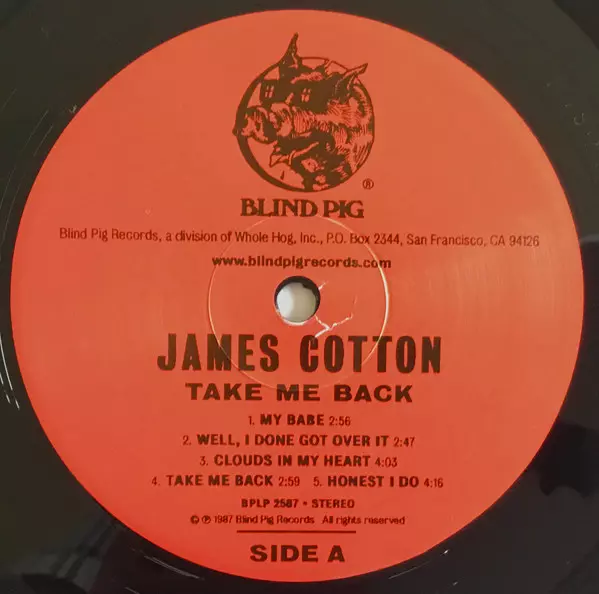 ®
BLIND PIG
Blind Pig Records, a division of Whole Hog, Inc., P.O. Box 2344, San Francisco, CA 94126
www.blindpigrecords.com
JAMES COTTON
TAKE ME BACK
1. MY BABE 2:56
2. WELL, I DONE GOT OVER IT 2:47
3. CLOUDS IN MY HEART 4:03
4. TAKE ME BACK 2:59 5. HONEST I DO 4:16
BPLP 2587 • STEREO
© ℗ 1987 Blind Pig Records All rights reserved
SIDE A